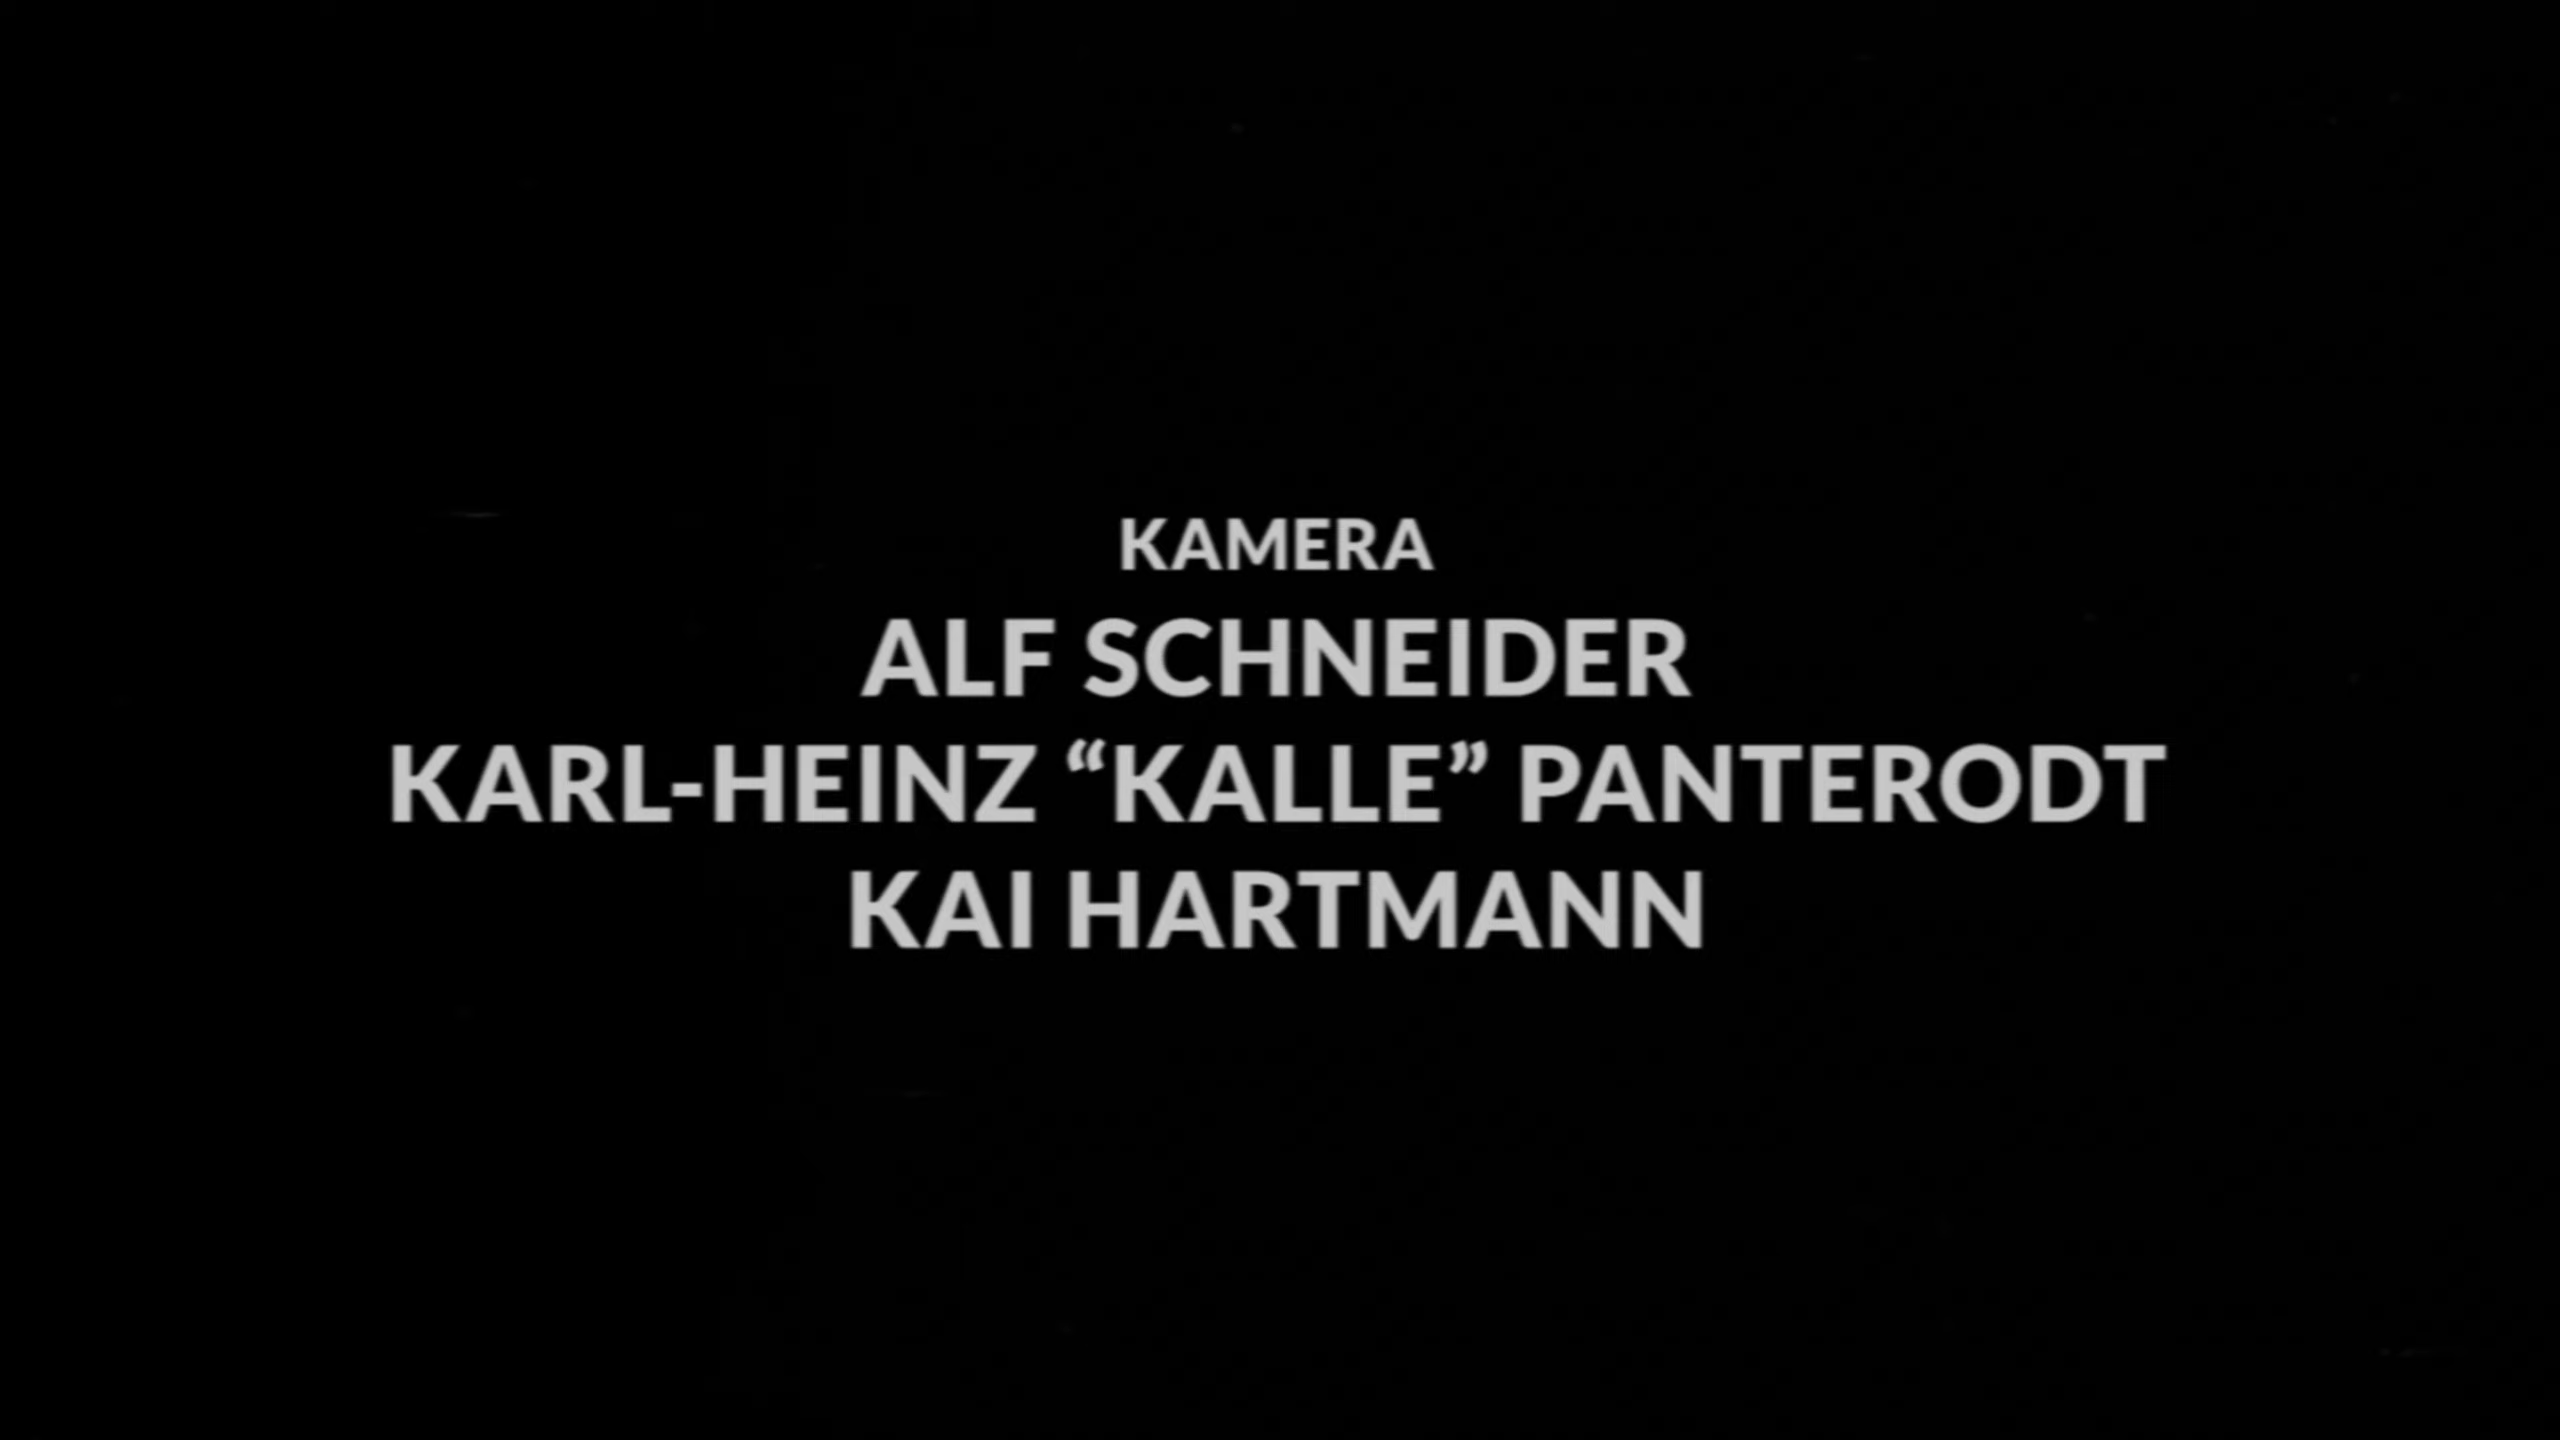 KAMERA
ALF SCHNEIDER
KARL-HEINZ “KALLE” PANTERODT
KAI HARTMANN